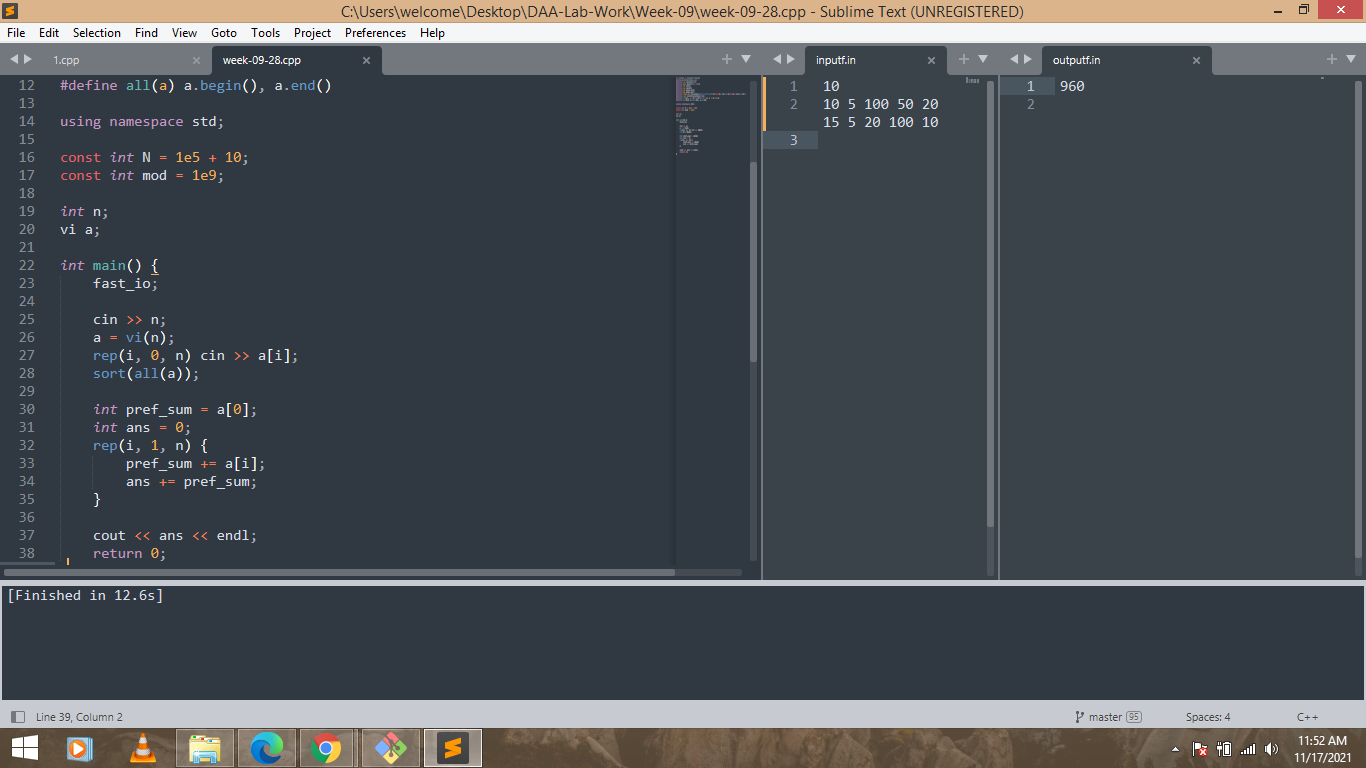 C:\Users\welcome\Desktop\DAA-Lab-Work\Week-09\week-09-28.cpp - Sublime Text (UNREGISTERED)
File Edit Selection Find View Goto Tools Project Preferences Help
1.cpp
week-09-28.cpp
12 #define all(a) a.begin(), a.end()
13
14 using namespace std;
15
16 const int N = 1e5 + 10;
17 const int mod = 1e9;
18
19 int n;
20 vi a;
21
22 int main() {
23 fast_io;
24
25 cin >> n;
26 a = vi(n);
27 rep(i, 0, n) cin >> a[i];
28 sort(all(a));
29
30 int pref_sum = a[0];
31 int ans = 0;
32 rep(i, 1, n) {
33 pref_sum += a[i];
34 ans += pref_sum;
35 }
36
37 cout << ans << endl;
38 return 0;
inputf.in
1 10
2 10 5 100 50 20
15 5 20 100 10
3
outputf.in
1 960
2
[Finished in 12.6s]
Line 39, Column 2
master 95
Spaces: 4
C++
11:52 AM
11/17/2021